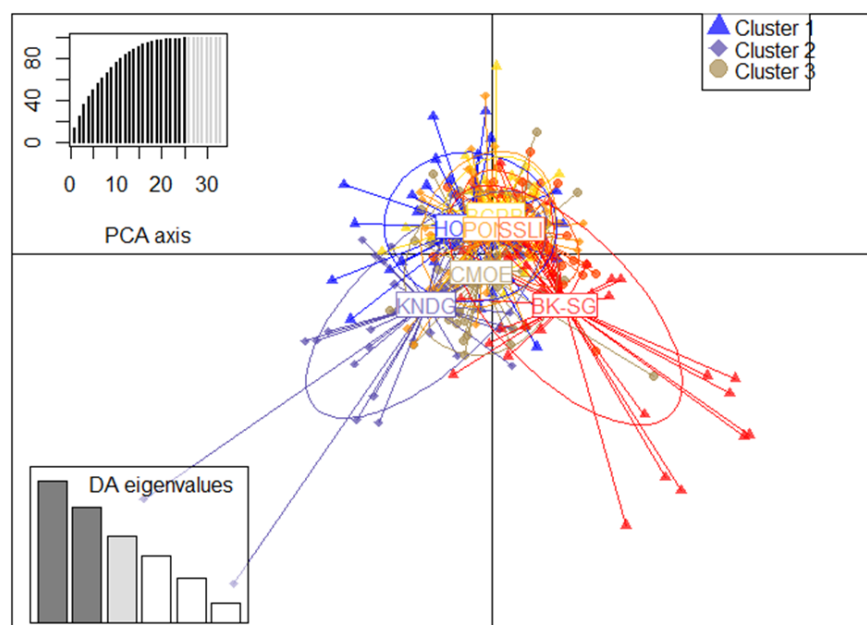 Cluster 1
Cluster 2
Cluster 3
80
40
0
0 10 20 30
PCA axis
HO
POI
SSLI
CMOE
KNDG
BK-SG
DA eigenvalues